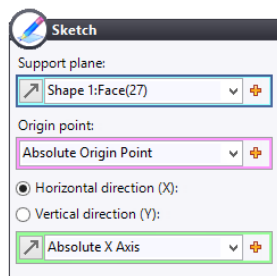 Sketch
Support plane:
Shape 1:Face(27)
Origin point:
Absolute Origin Point
Horizontal direction (X):
Vertical direction (Y):
Absolute X Axis